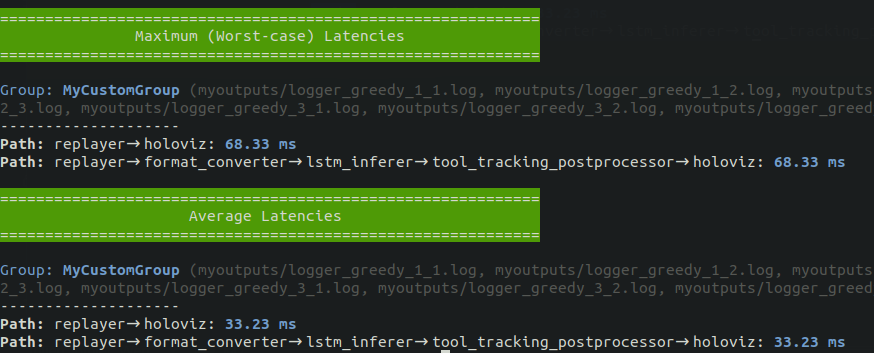 ============================================================
Maximum (Worst-case) Latencies
============================================================
Group: MyCustomGroup (myoutputs/logger_greedy_1_1.log, myoutputs/logger_greedy_1_2.log, myoutputs
2_3.log, myoutputs/logger_greedy_3_1.log, myoutputs/logger_greedy_3_2.log, myoutputs/logger_greed
--------------------
Path: replayer→holoviz: 68.33 ms
Path: replayer→format_converter→lstm_inferer→tool_tracking_postprocessor→holoviz: 68.33 ms
============================================================
Average Latencies
============================================================
Group: MyCustomGroup (myoutputs/logger_greedy_1_1.log, myoutputs/logger_greedy_1_2.log, myoutputs
2_3.log, myoutputs/logger_greedy_3_1.log, myoutputs/logger_greedy_3_2.log, myoutputs/logger_greed
--------------------
Path: replayer→holoviz: 33.23 ms
Path: replayer→format_converter→lstm_inferer→tool_tracking_postprocessor→holoviz: 33.23 ms